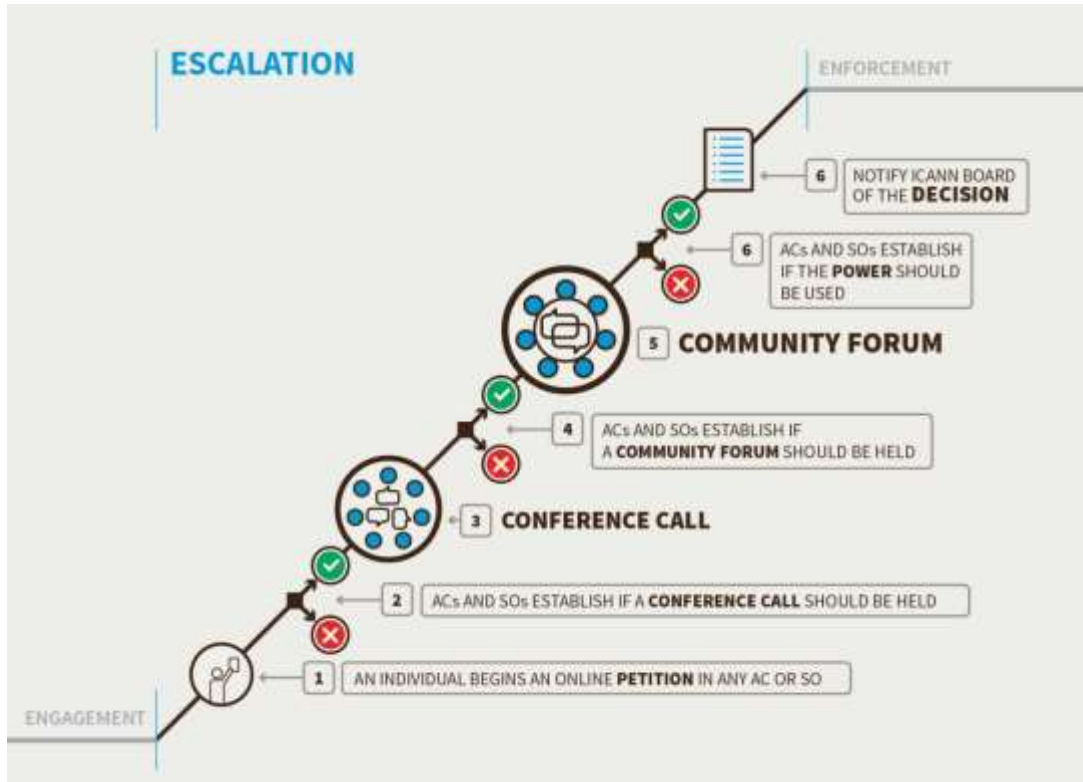 ESCALATION
ENFORCEMENT
6
NOTIFY ICANN BOARD
OF THE DECISION
6
ACs AND SOs ESTABLISH
IF THE POWER SHOULD
BE USED
5
COMMUNITY FORUM
4
ACs AND SOs ESTABLISH IF
A COMMUNITY FORUM SHOULD BE HELD
3
CONFERENCE CALL
2
ACs AND SOs ESTABLISH IF A CONFERENCE CALL SHOULD BE HELD
1
AN INDIVIDUAL BEGINS AN ONLINE PETITION IN ANY AC OR SO
ENGAGEMENT